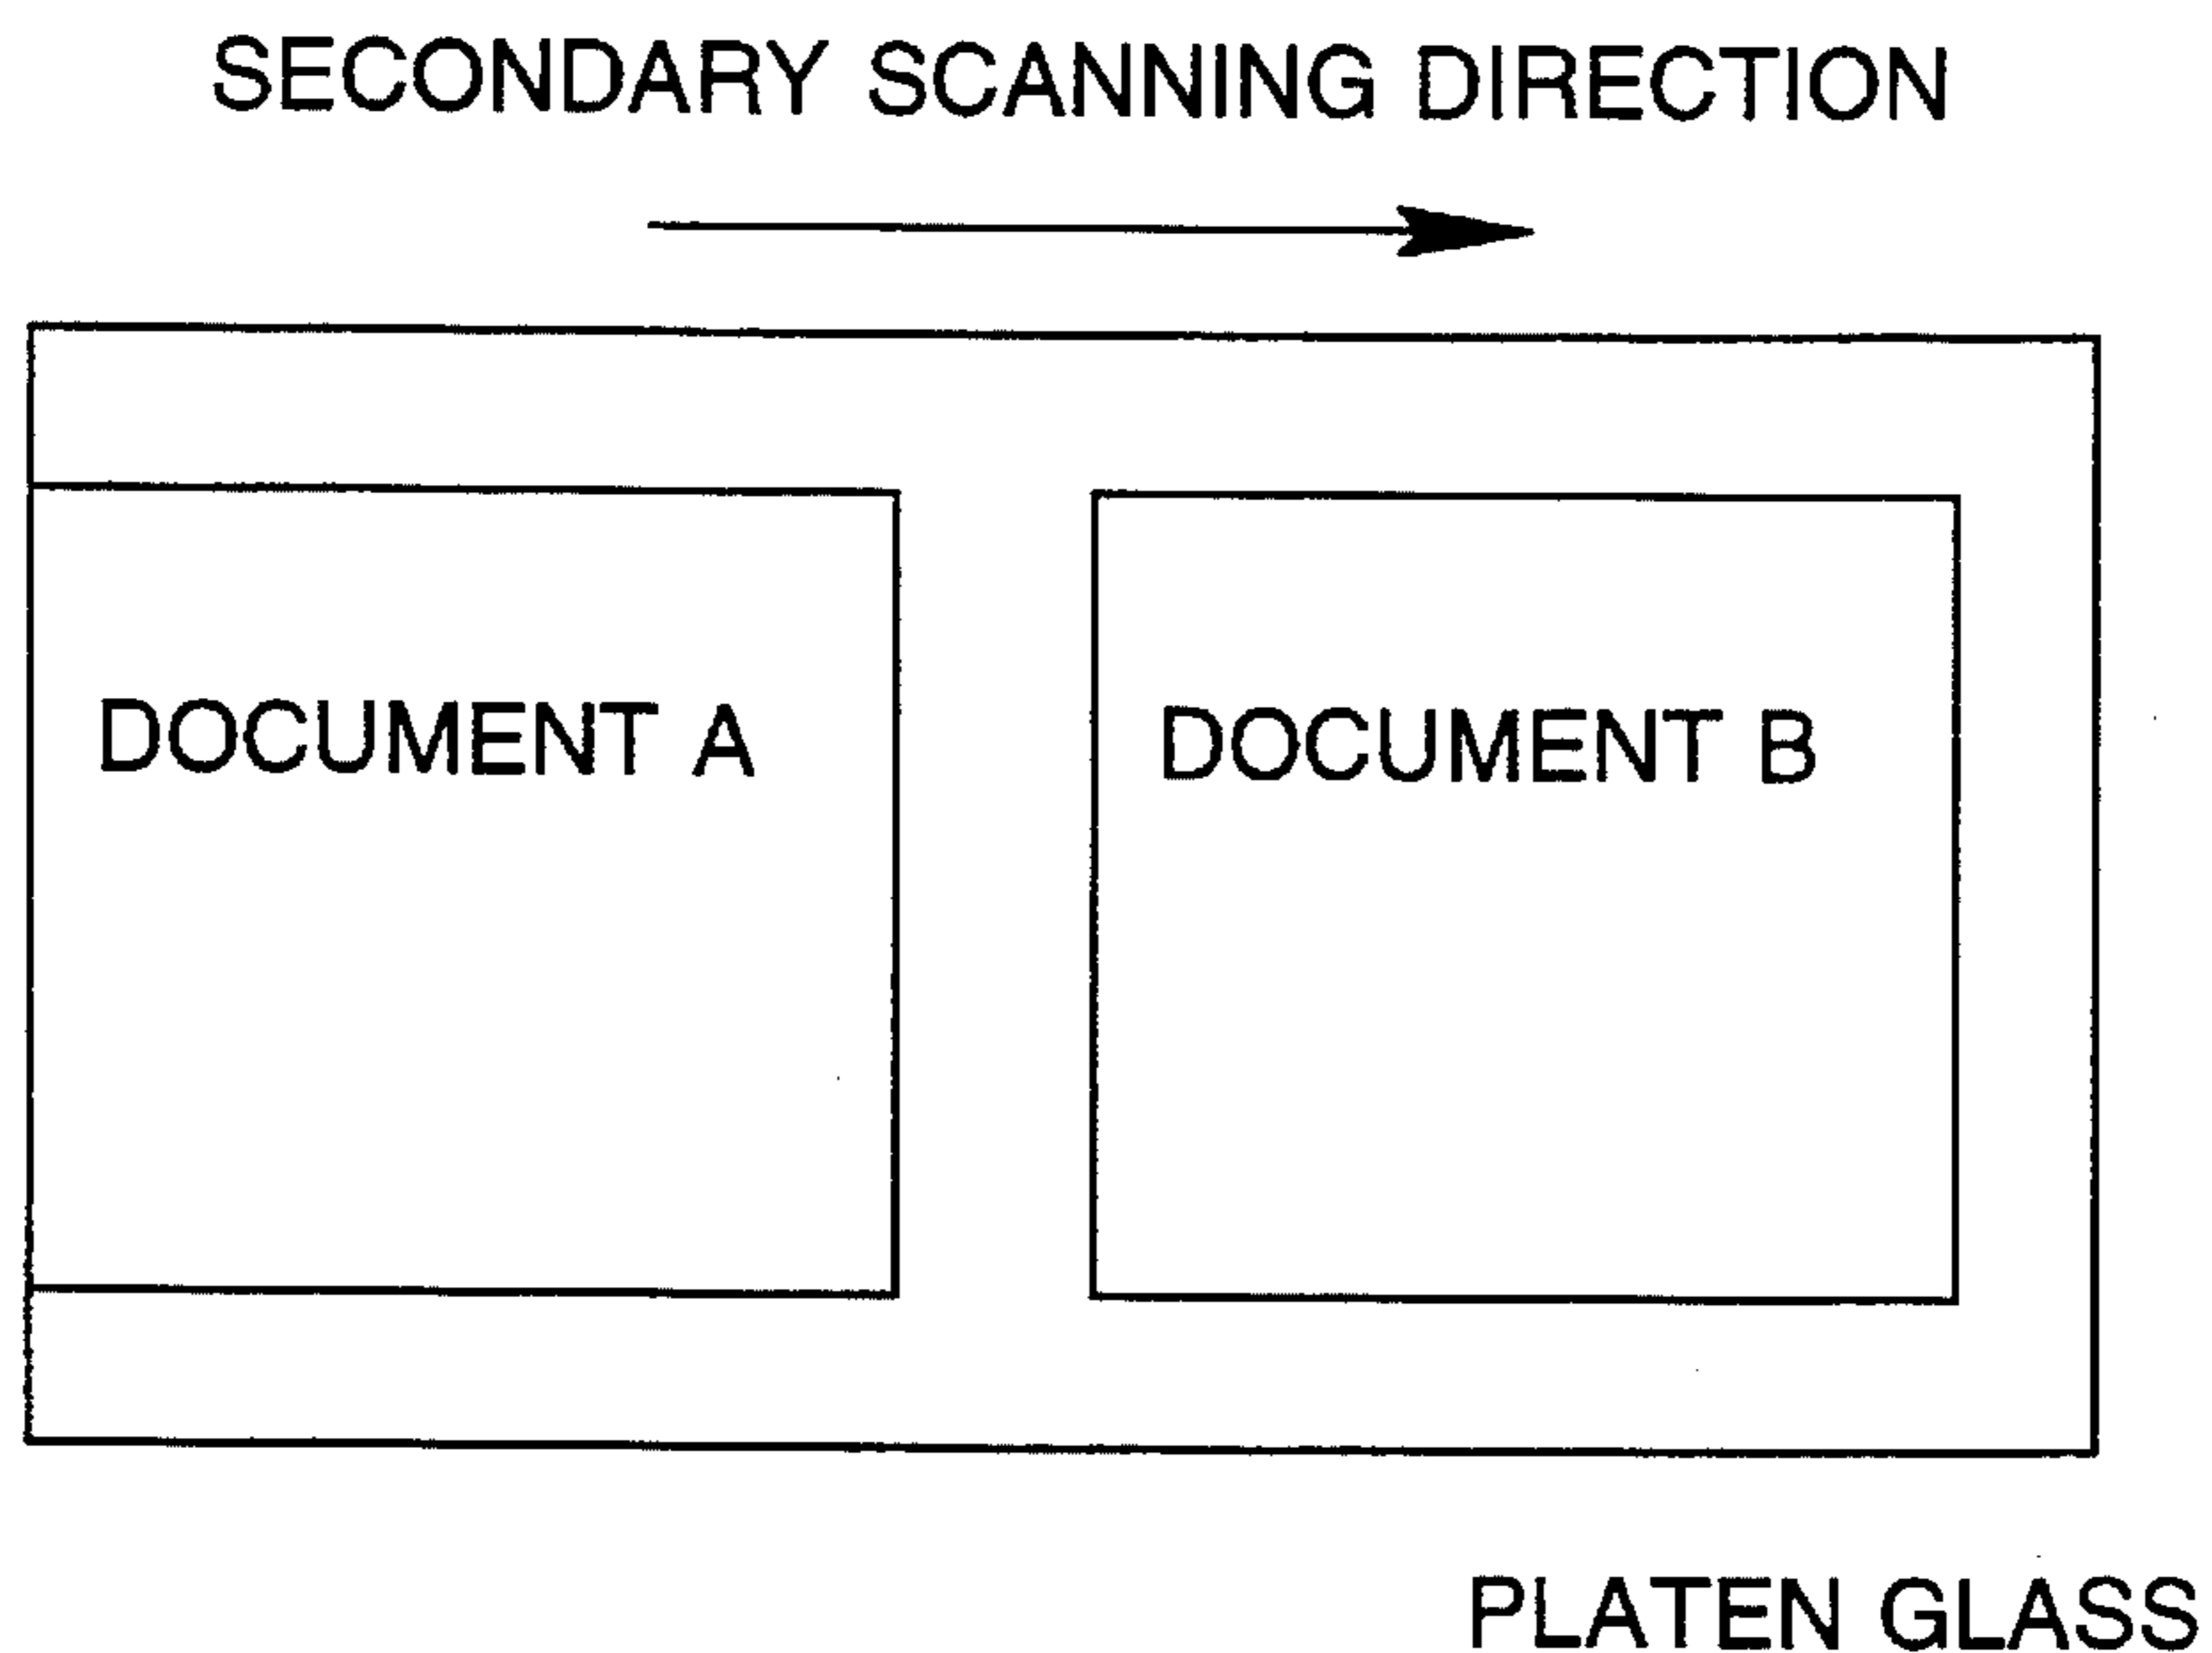 SECONDARY SCANNING DIRECTION
DOCUMENT A
DOCUMENT B
PLATEN GLASS